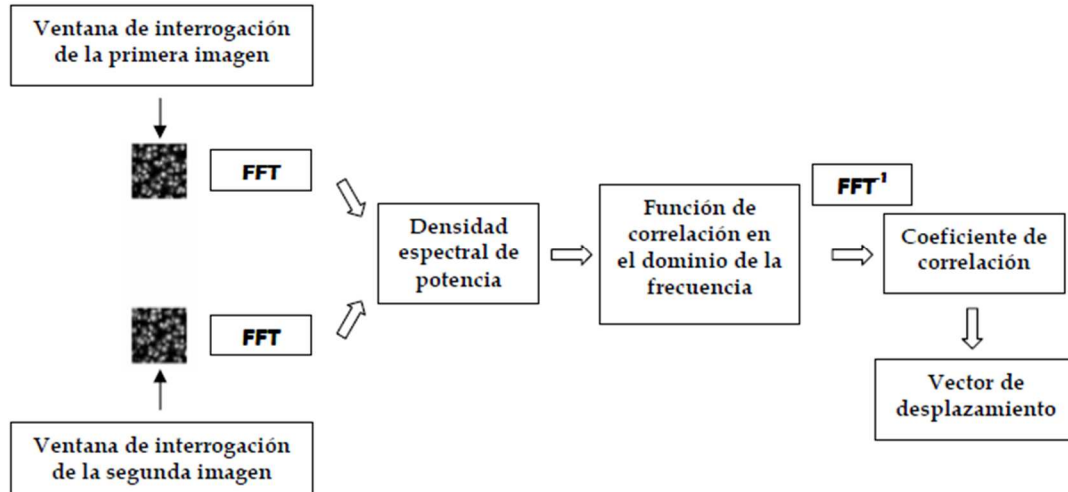 Ventana de interrogación
de la primera imagen
FFT
FFT
Densidad
espectral de
potencia
Función de
correlación en
el dominio de la
frecuencia
FFT⁻¹
Coeficiente de
correlación
Vector de
desplazamiento
Ventana de interrogación
de la segunda imagen